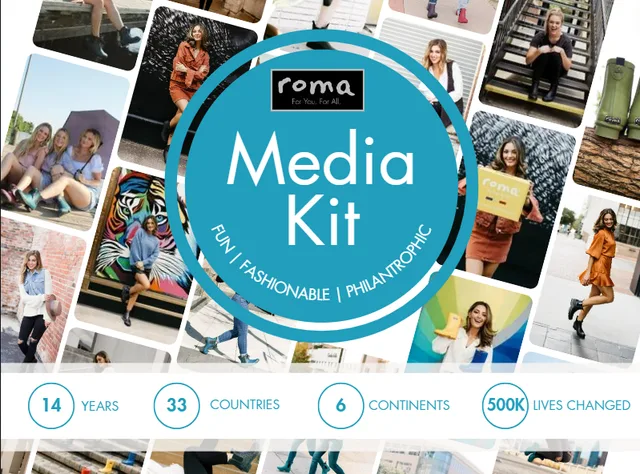 roma
For You. For All.
Media
Kit
FUN | FASHIONABLE | PHILANTROPHIC
roma
14 YEARS
33 COUNTRIES
6 CONTINENTS
500K LIVES CHANGED